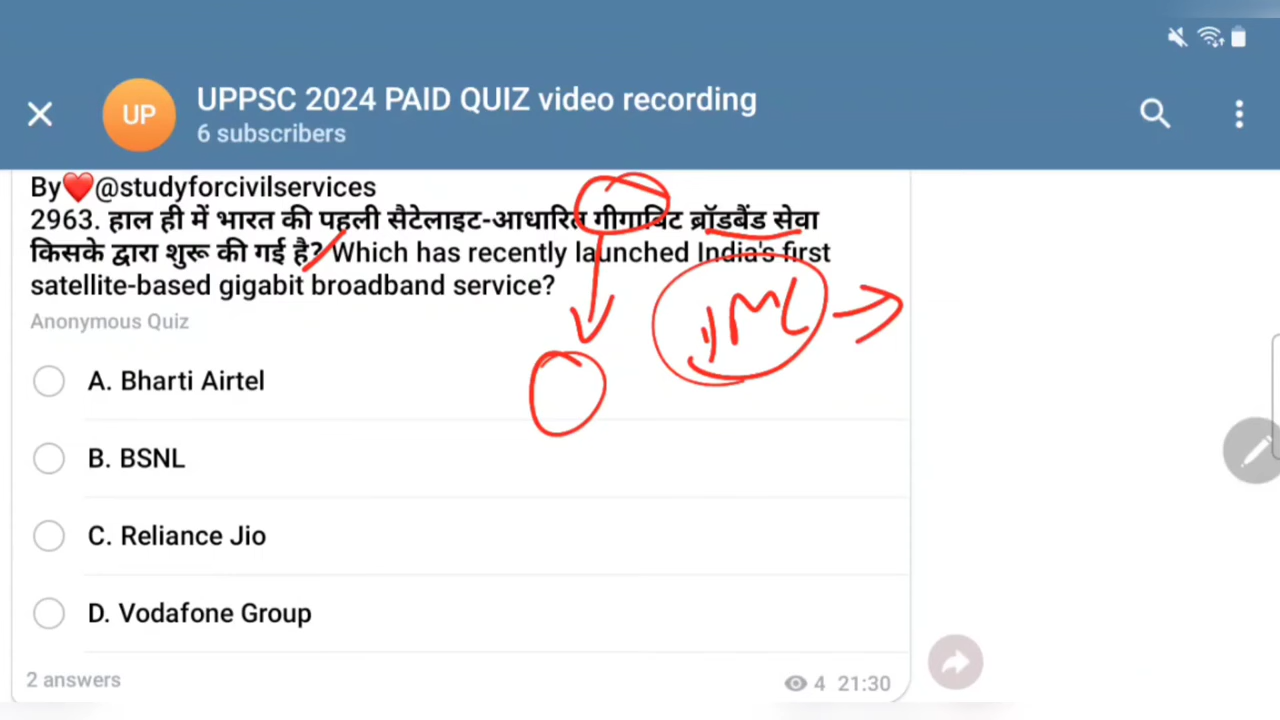 UP
UPPSC 2024 PAID QUIZ video recording
6 subscribers
By❤️@studyforcivilservices
2963. हाल ही में भारत की पहली सैटेलाइट-आधारित गीगाबिट ब्रॉडबैंड सेवा
किसके द्वारा शुरू की गई है? Which has recently launched India's first
satellite-based gigabit broadband service?
Anonymous Quiz
A. Bharti Airtel
B. BSNL
C. Reliance Jio
D. Vodafone Group
2 answers
4 21:30